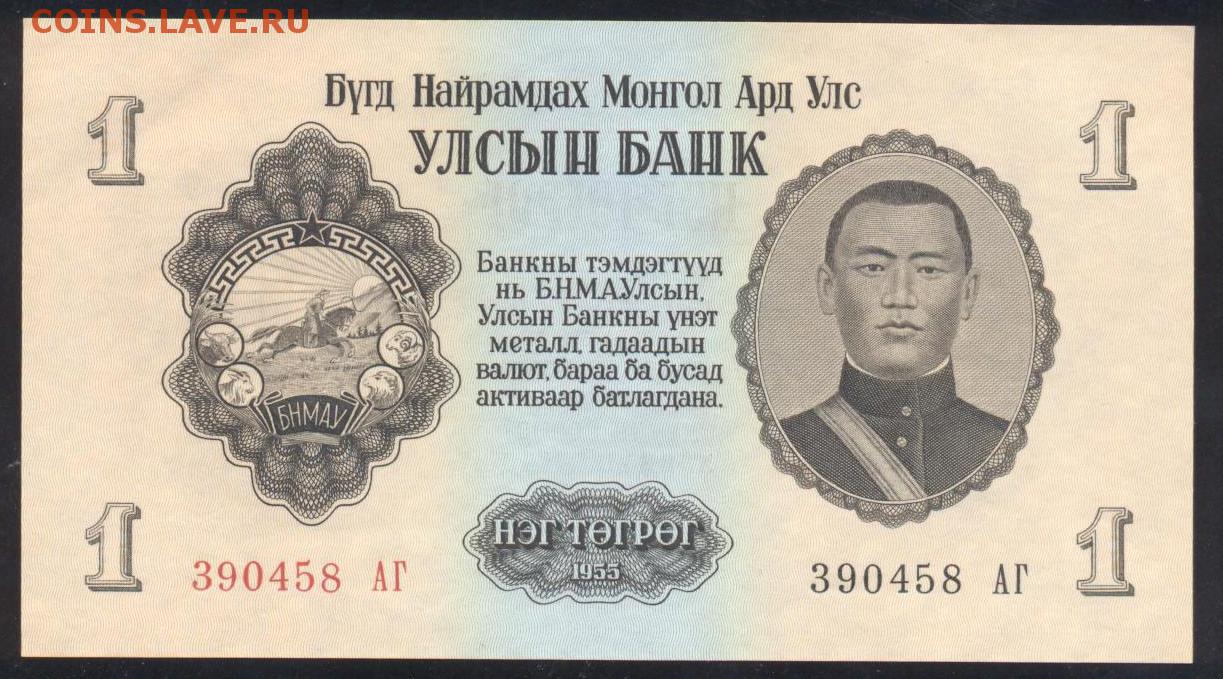 COINS.LAVE.RU
Бүгд Найрамдах Монгол Ард Улс
УЛСЫН БАНК
1
1
Банкны тэмдэгтүүд
нь Б.Н.М.А.Улсын,
Улсын Банкны үнэт
металл, гадаадын
валют, бараа ба бусад
активаар батлагдана.
БНМАУ
НЭГ ТӨГРӨГ
1955
1
390458 АГ
390458 АГ
1